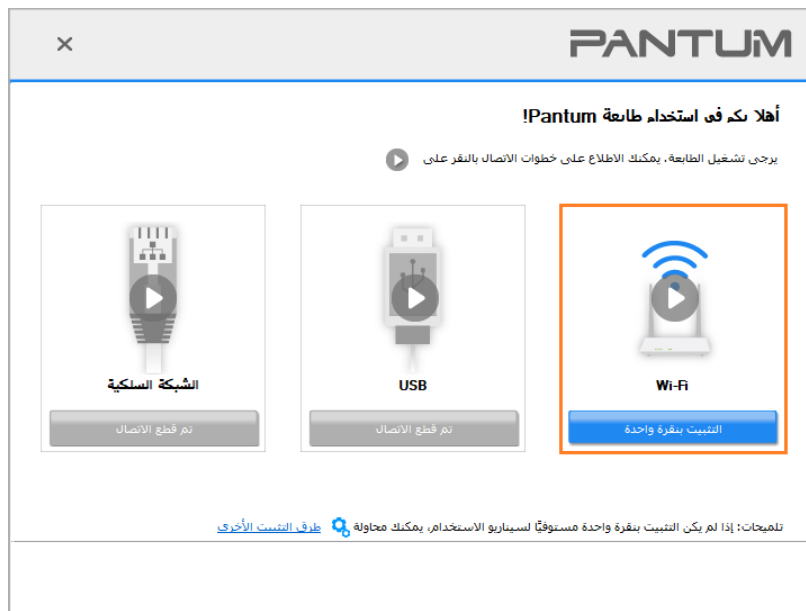 PANTUM
أهلا بكم في استخدام طابعة Pantum!
يرجى تشغيل الطابعة. يمكنك الاطلاع على خطوات الاتصال بالنقر على
Wi-Fi
التثبيت بنقرة واحدة
USB
تم قطع الاتصال
الشبكة السلكية
تم قطع الاتصال
تلميحات: إذا لم يكن التثبيت بنقرة واحدة مستوفيًا لسيناريو الاستخدام، يمكنك محاولة طرق التثبيت الأخرى